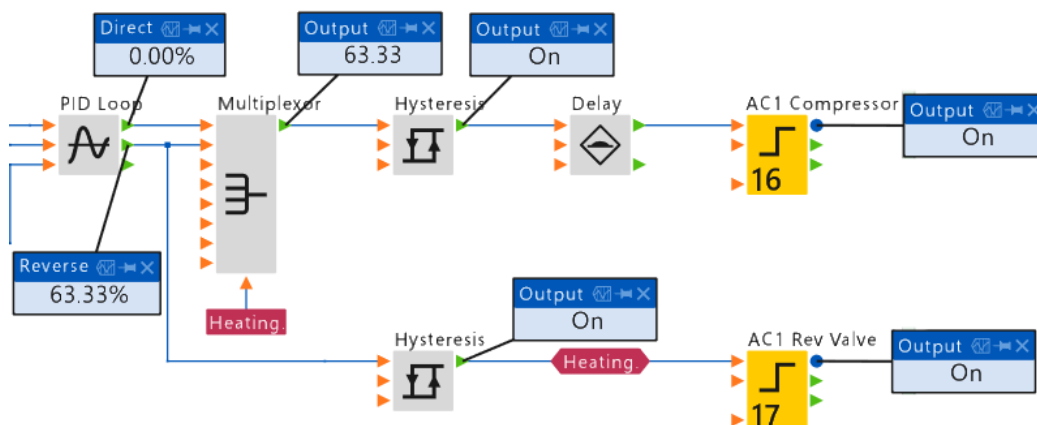 Direct
0.00%
Output
63.33
Output
On
PID Loop
Multiplexor
Hysteresis
Delay
AC1 Compressor
Output
On
16
Reverse
63.33%
Heating.
Output
On
Hysteresis
Heating.
AC1 Rev Valve
Output
On
17